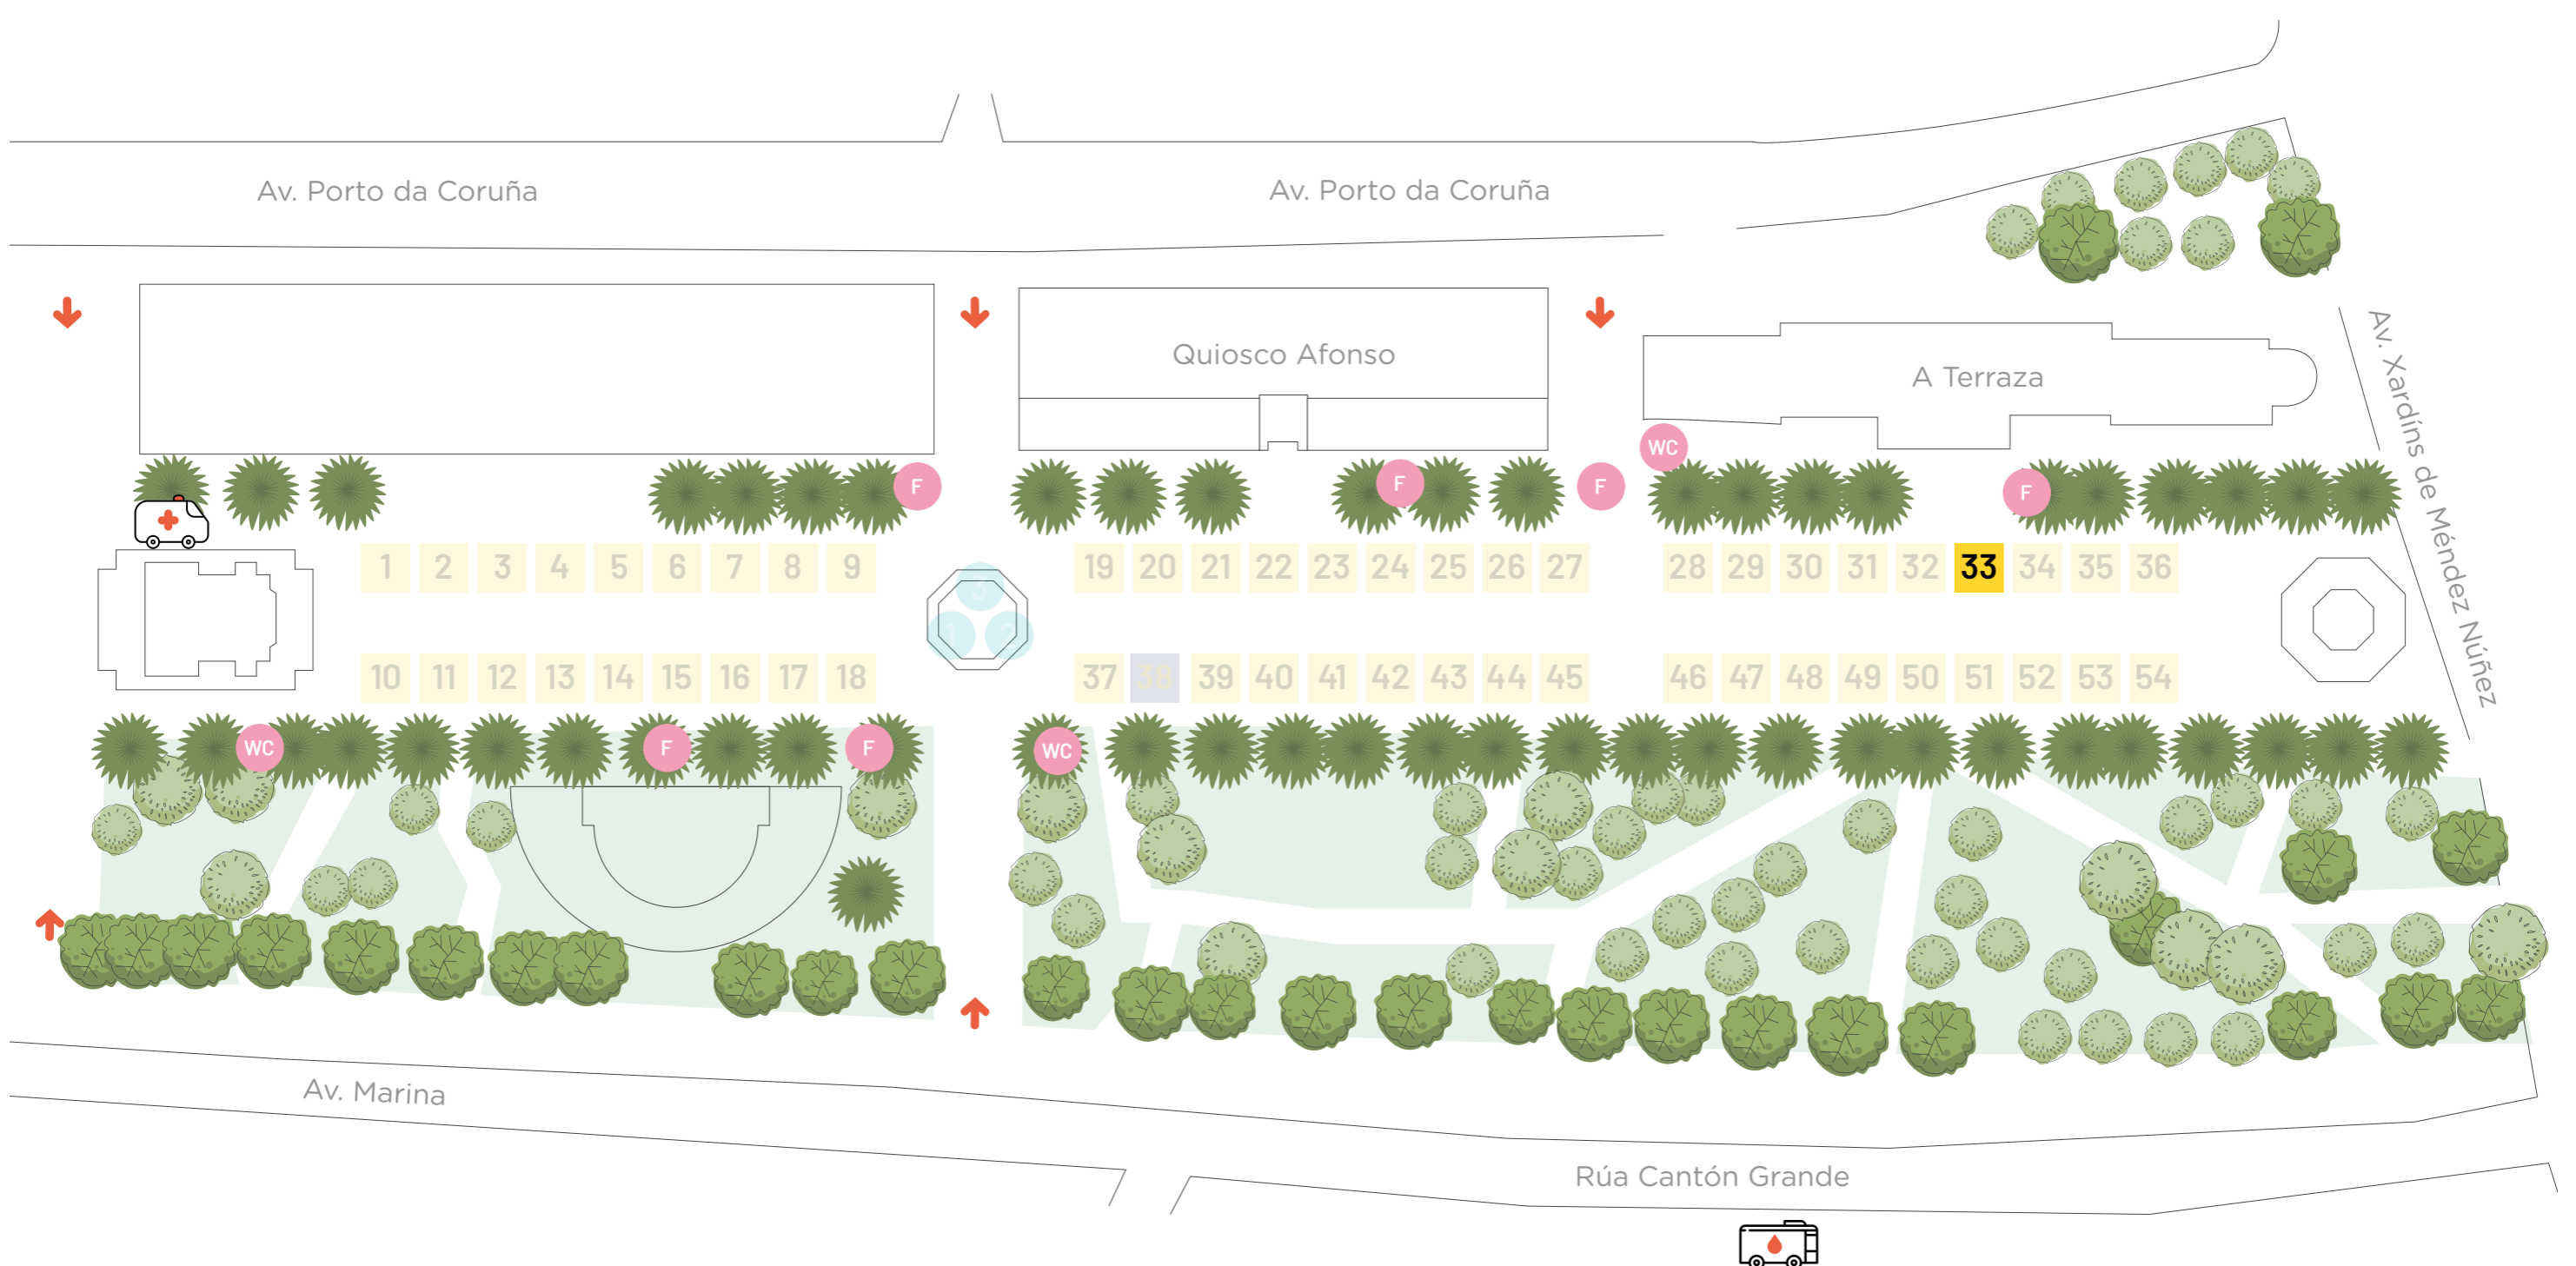 Av. Porto da Coruña
Av. Porto da Coruña
Quiosco Afonso
A Terraza
Av. Xardíns de Méndez Núñez
WC
F
F
F
F
1 2 3 4 5 6 7 8 9
19 20 21 22 23 24 25 26 27
28 29 30 31 32 33 34 35 36
3
1 2
10 11 12 13 14 15 16 17 18
37 38 39 40 41 42 43 44 45
46 47 48 49 50 51 52 53 54
WC
F
F
WC
Av. Marina
Rúa Cantón Grande